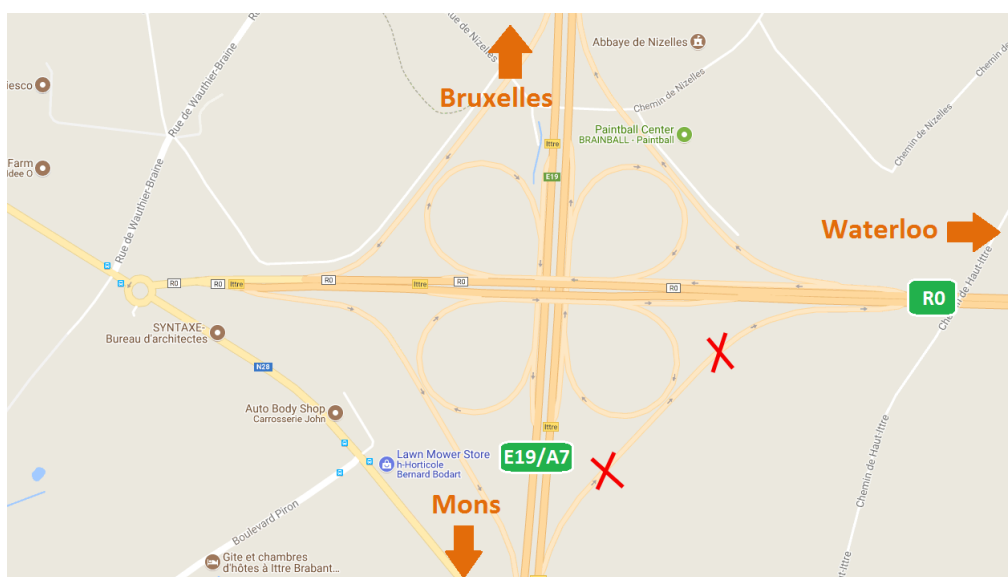 Abbaye de Nizelles
Chemin de Nizelles
Bruxelles
iesco
Rue de Wauthier-Braine
Chemin de Nizelles
Paintball Center
BRAINBALL - Paintball
Ittre
Farm
Idee O
E19
Chemin de Nizelles
Waterloo
Rue de Wauthier-Braine
R0
R0
Ittre
R0
R0
Ittre
R0
R0
Chemin de Haut-Ittre
SYNTAXE-
Bureau d'architectes
N28
Auto Body Shop
Carrosserie John
Ittre
Lawn Mower Store
h-Horticole
Bernard Bodart
E19/A7
Chemin de Haut-Ittre
Mons
Boulevard Piron
Gite et chambres
d'hôtes à Ittre Brabant...